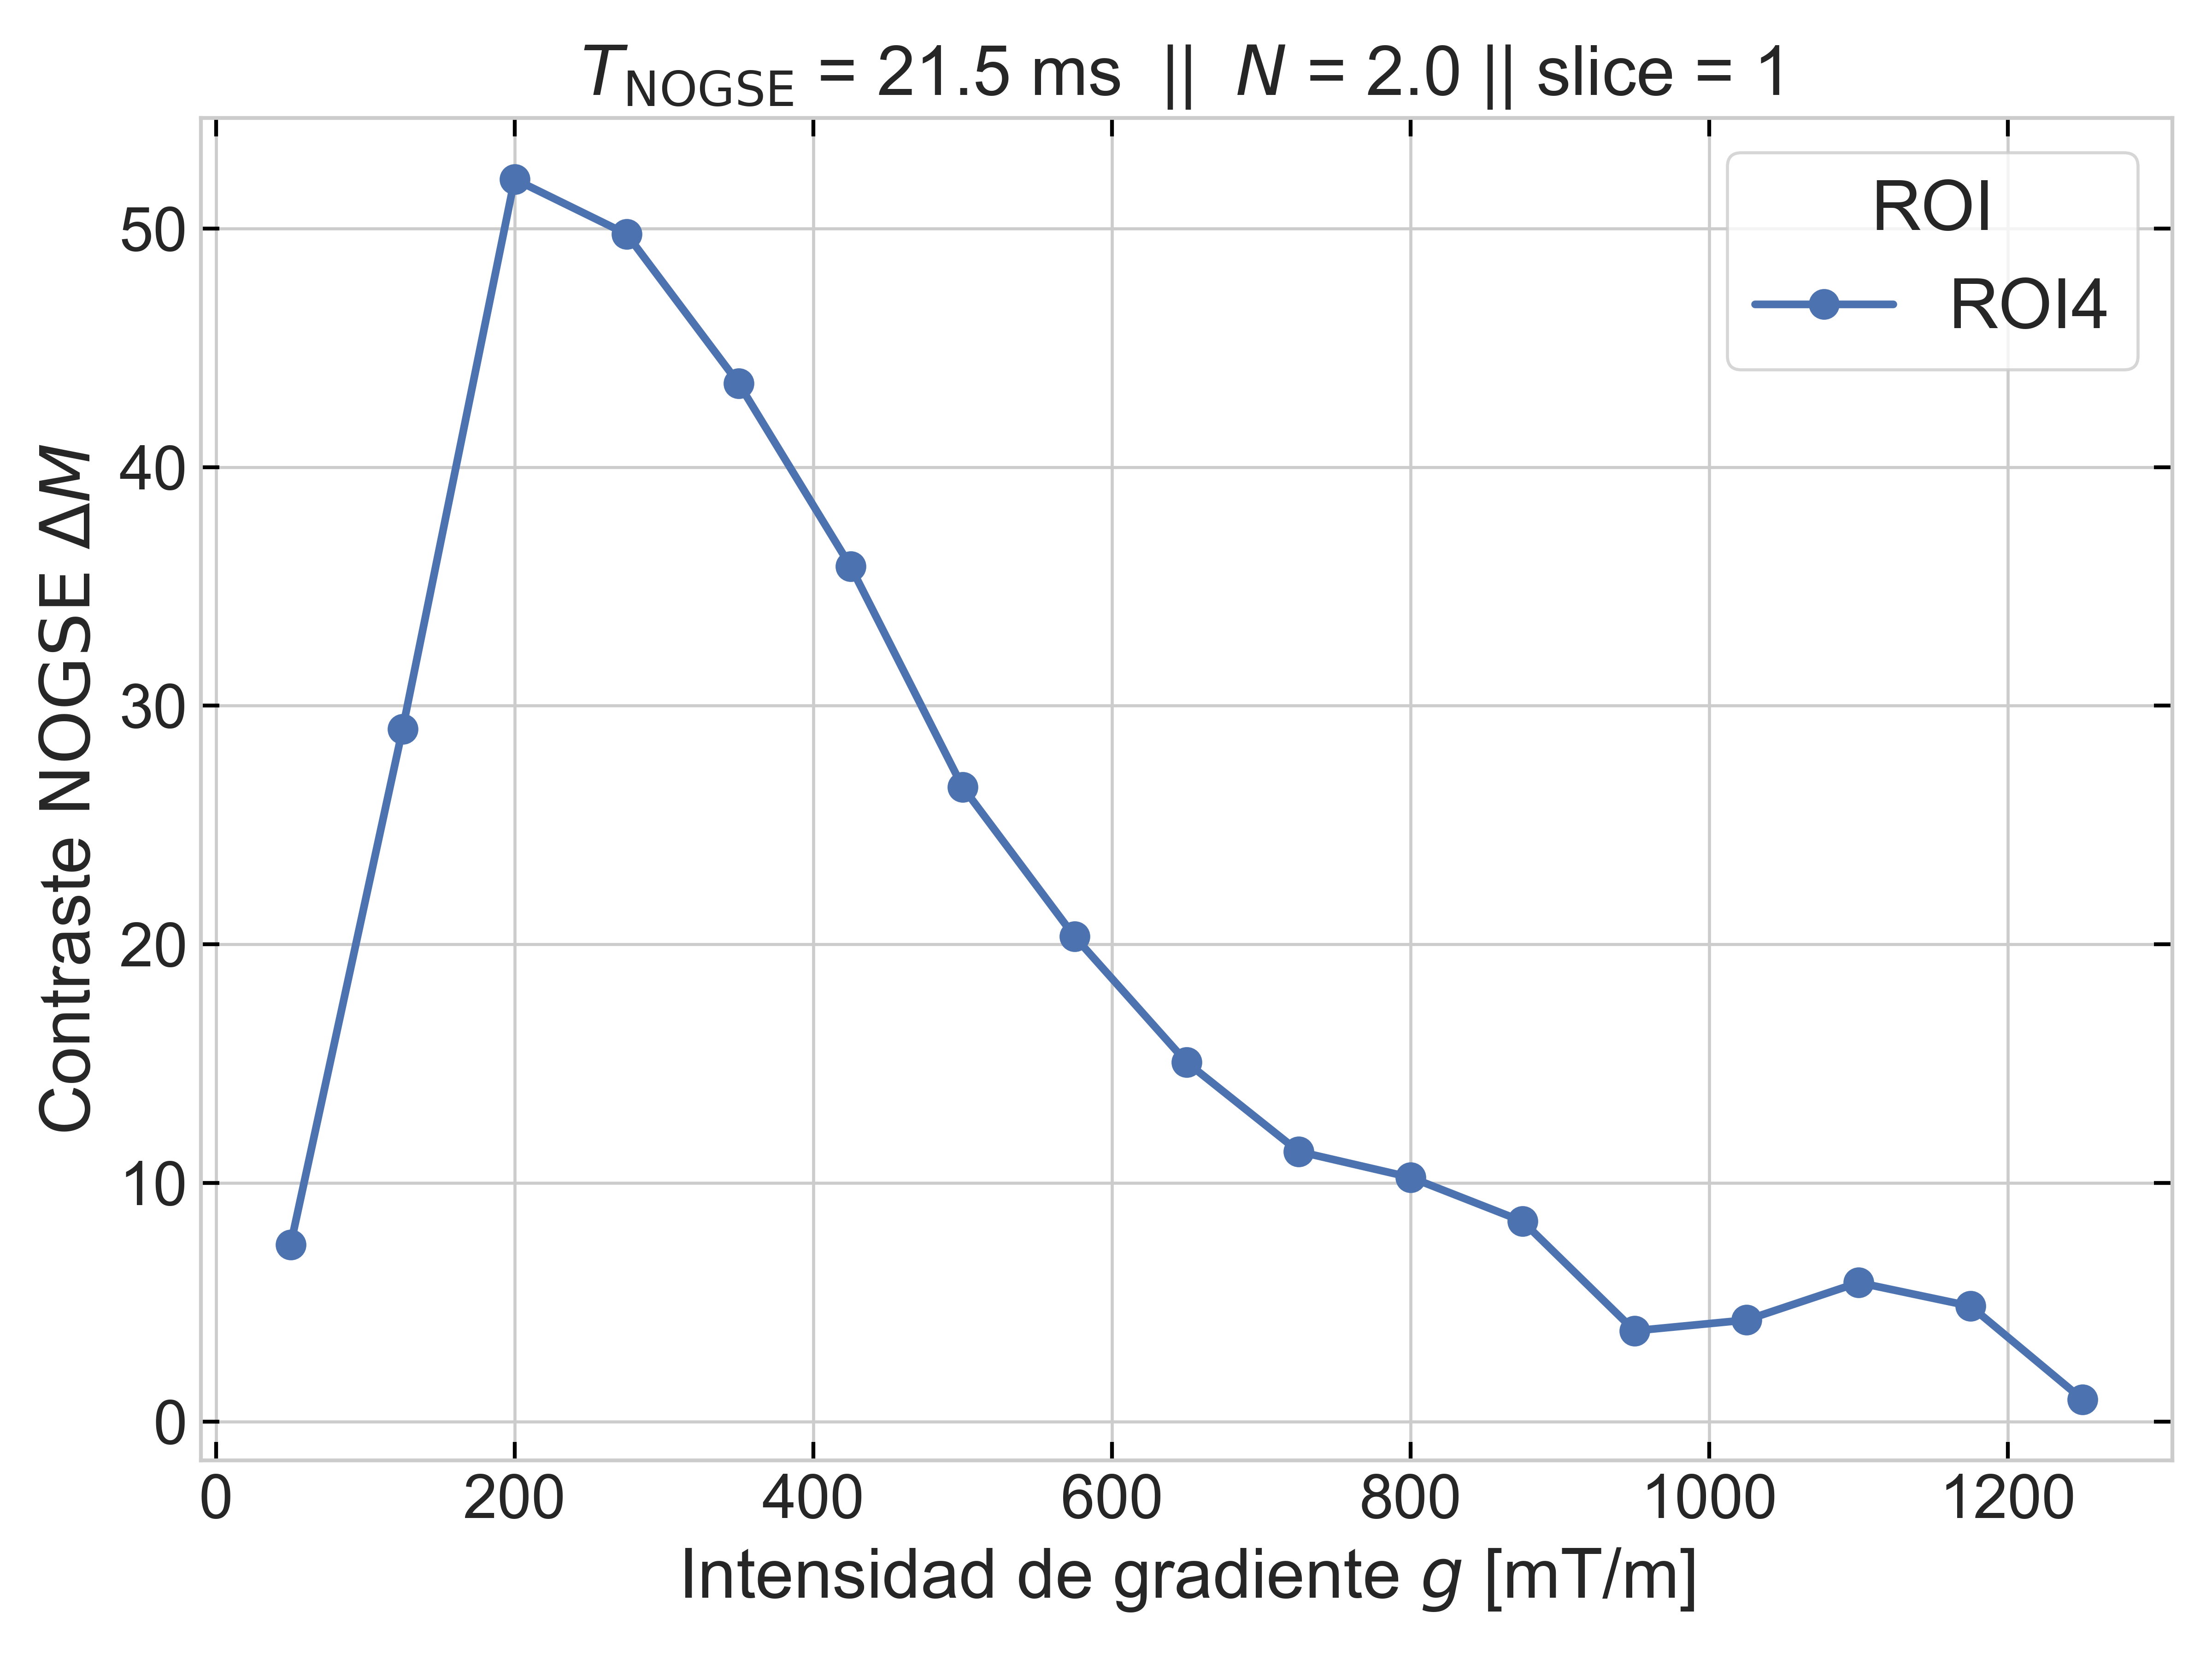 T_NOGSE = 21.5 ms || N = 2.0 || slice = 1
ROI
ROI4
Contraste NOGSE ΔM
50
40
30
20
10
0
0 200 400 600 800 1000 1200
Intensidad de gradiente g [mT/m]